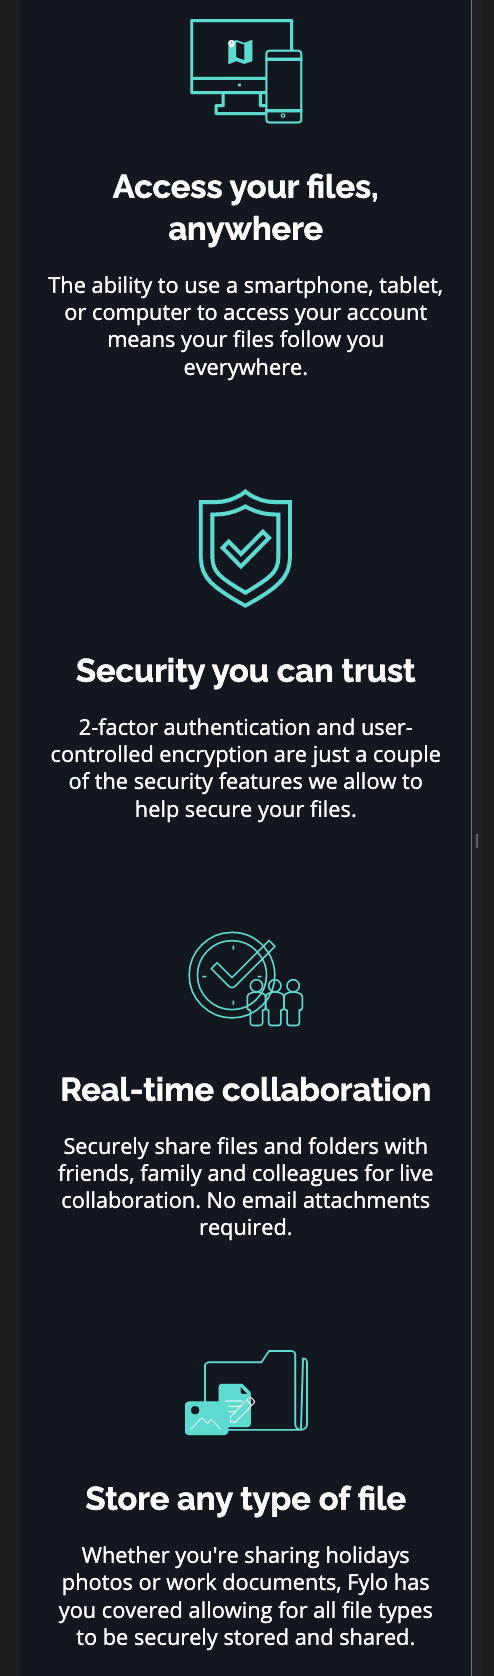 Access your files,
anywhere
The ability to use a smartphone, tablet,
or computer to access your account
means your files follow you
everywhere.
Security you can trust
2-factor authentication and user-
controlled encryption are just a couple
of the security features we allow to
help secure your files.
Real-time collaboration
Securely share files and folders with
friends, family and colleagues for live
collaboration. No email attachments
required.
Store any type of file
Whether you're sharing holidays
photos or work documents, Fylo has
you covered allowing for all file types
to be securely stored and shared.